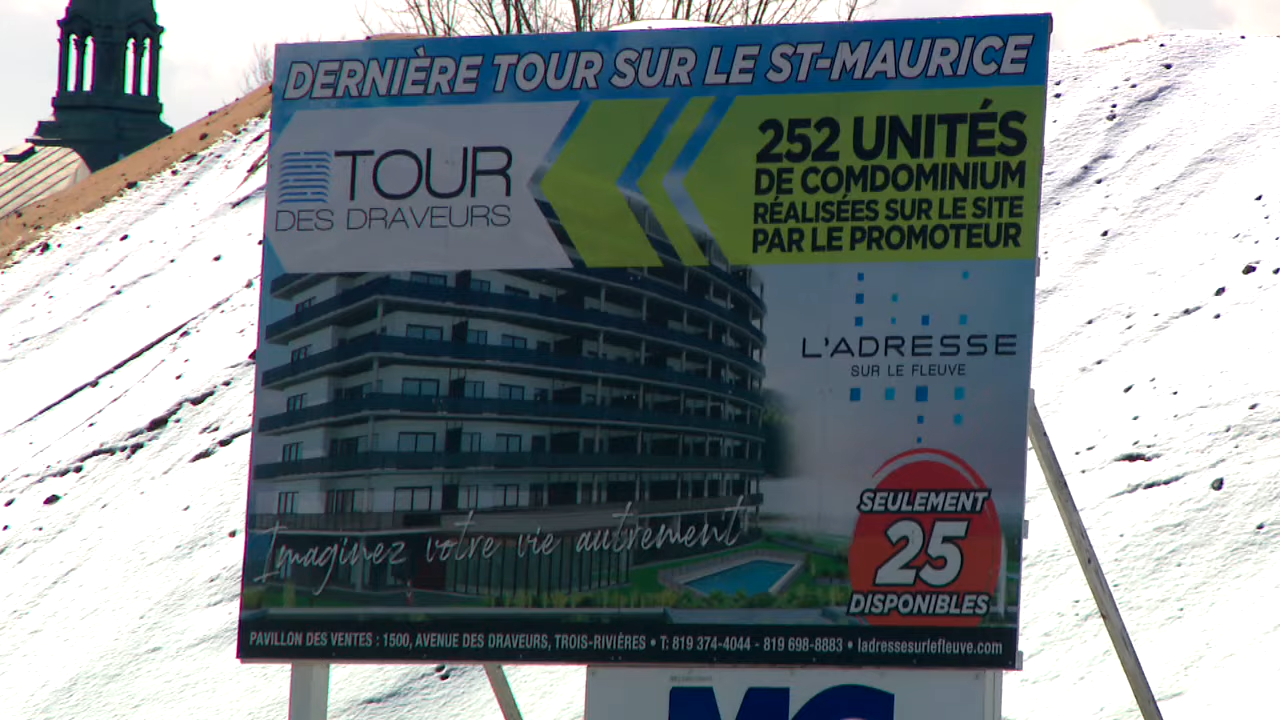 DERNIÈRE TOUR SUR LE ST-MAURICE
TOUR
DES DRAVEURS
252 UNITÉS
DE COMDOMINIUM
RÉALISÉES SUR LE SITE
PAR LE PROMOTEUR
L'ADRESSE
SUR LE FLEUVE
SEULEMENT
25
DISPONIBLES
Imaginez votre vie autrement
PAVILLON DES VENTES : 1500, AVENUE DES DRAVEURS, TROIS-RIVIÈRES • T: 819 374-4044 - 819 698-8883 • ladressesurlefleuve.com